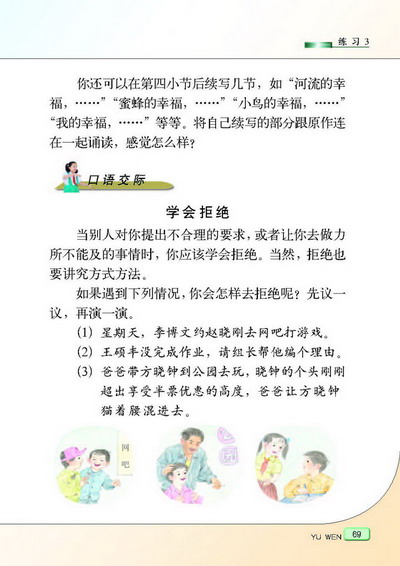 练习3
你还可以在第四小节后续写几节，如“河流的幸
福，……”“蜜蜂的幸福，……”“小鸟的幸福，……”
“我的幸福，……”等等。将自己续写的部分跟原作连
在一起诵读，感觉怎么样？
口语交际
学会拒绝
当别人对你提出不合理的要求，或者让你去做力
所不能及的事情时，你应该学会拒绝。当然，拒绝也
要讲究方式方法。
如果遇到下列情况，你会怎样去拒绝呢？先议一
议，再演一演。
（1）星期天，李博文约赵晓刚去网吧打游戏。
（2）王硕丰没完成作业，请组长帮他编个理由。
（3）爸爸带方晓钟到公园去玩，晓钟的个头刚刚
超出享受半票优惠的高度，爸爸让方晓钟
猫着腰混进去。
网吧
公园
YU WEN 69